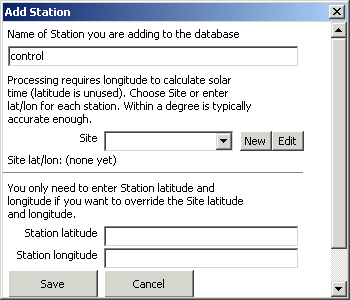 Add Station
Name of Station you are adding to the database
control
Processing requires longitude to calculate solar
time (latitude is unused). Choose Site or enter
lat/lon for each station. Within a degree is typically
accurate enough.
Site
New
Edit
Site lat/lon: (none yet)
You only need to enter Station latitude and
longitude if you want to override the Site latitude
and longitude.
Station latitude
Station longitude
Save
Cancel